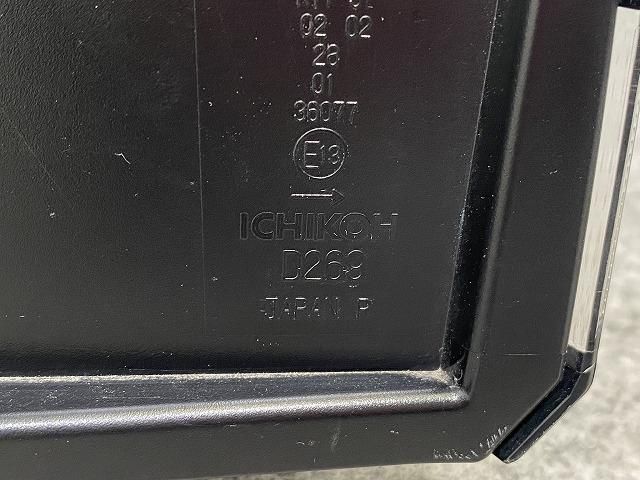 02 02
28
01
36077
E13
→
ICHIKOH
D269
JAPAN P